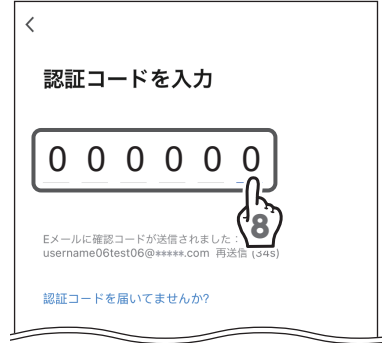 認証コードを入力
0 0 0 0 0 0
8
Eメールに確認コードが送信されました：
username06test06@*****.com 再送信 (34s)
認証コードを届いてませんか?